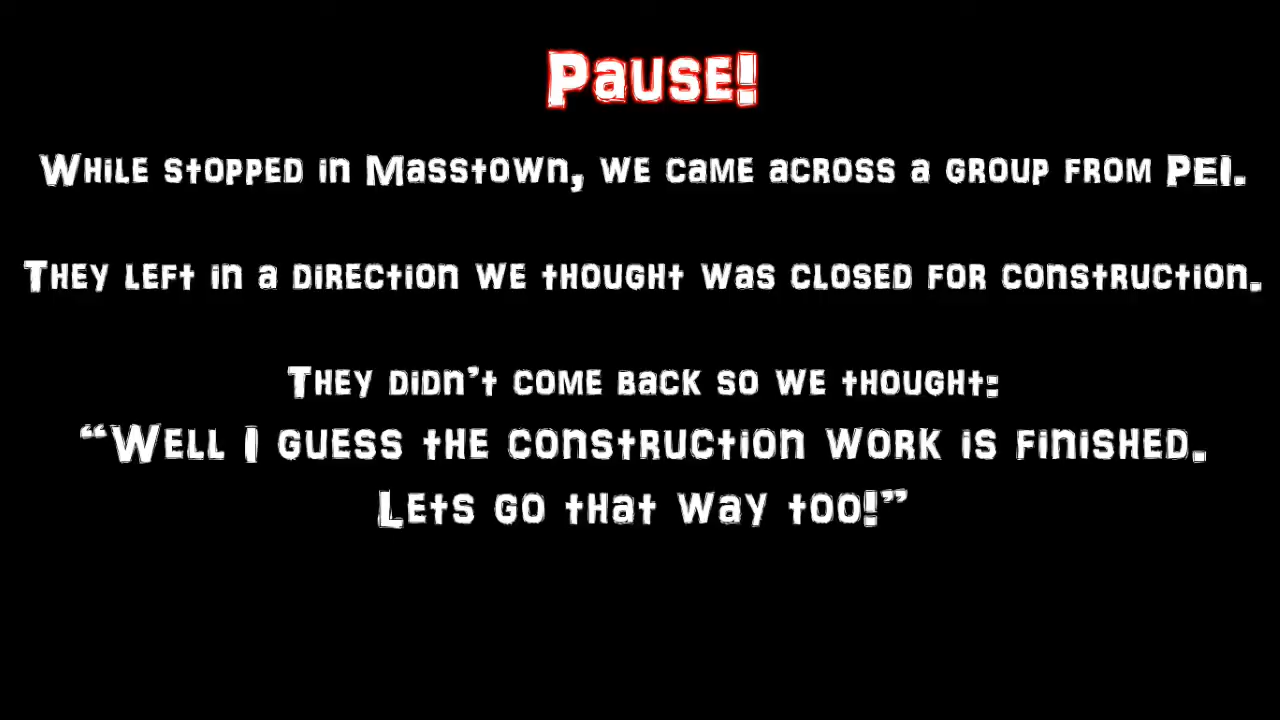 Pause!
While stopped in Masstown, we came across a group from PEI.
They left in a direction we thought was closed for construction.
They didn't come back so we thought:
“Well I guess the construction work is finished.
Lets go that way too!”